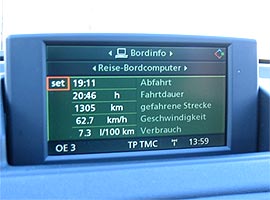 Bordinfo
Reise-Bordcomputer
set 19:11 Abfahrt
20:46 h Fahrtdauer
1305 km gefahrene Strecke
62.7 km/h Geschwindigkeit
7.3 l/100 km Verbrauch
OE 3 TP TMC 13:59